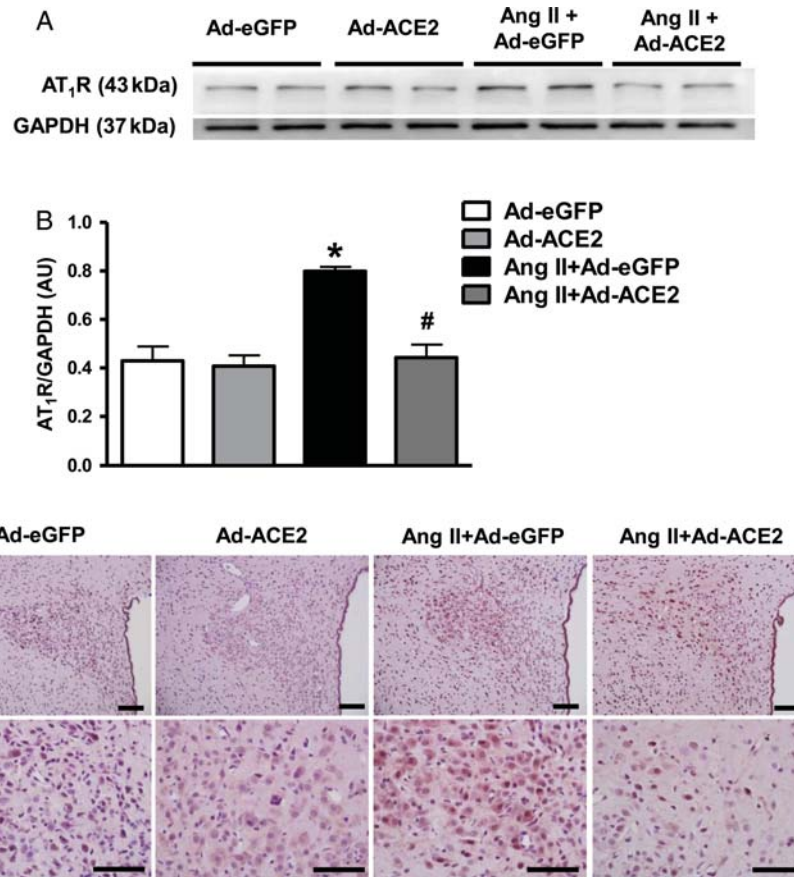 A
Ad-eGFP Ad-ACE2 Ang II + Ad-eGFP Ang II + Ad-ACE2
AT₁R (43 kDa)
GAPDH (37 kDa)
B
AT₁R/GAPDH (AU)
1.0
0.8
0.6
0.4
0.2
0.0
*
#
Ad-eGFP
Ad-ACE2
Ang II+Ad-eGFP
Ang II+Ad-ACE2
Ad-eGFP Ad-ACE2 Ang II+Ad-eGFP Ang II+Ad-ACE2